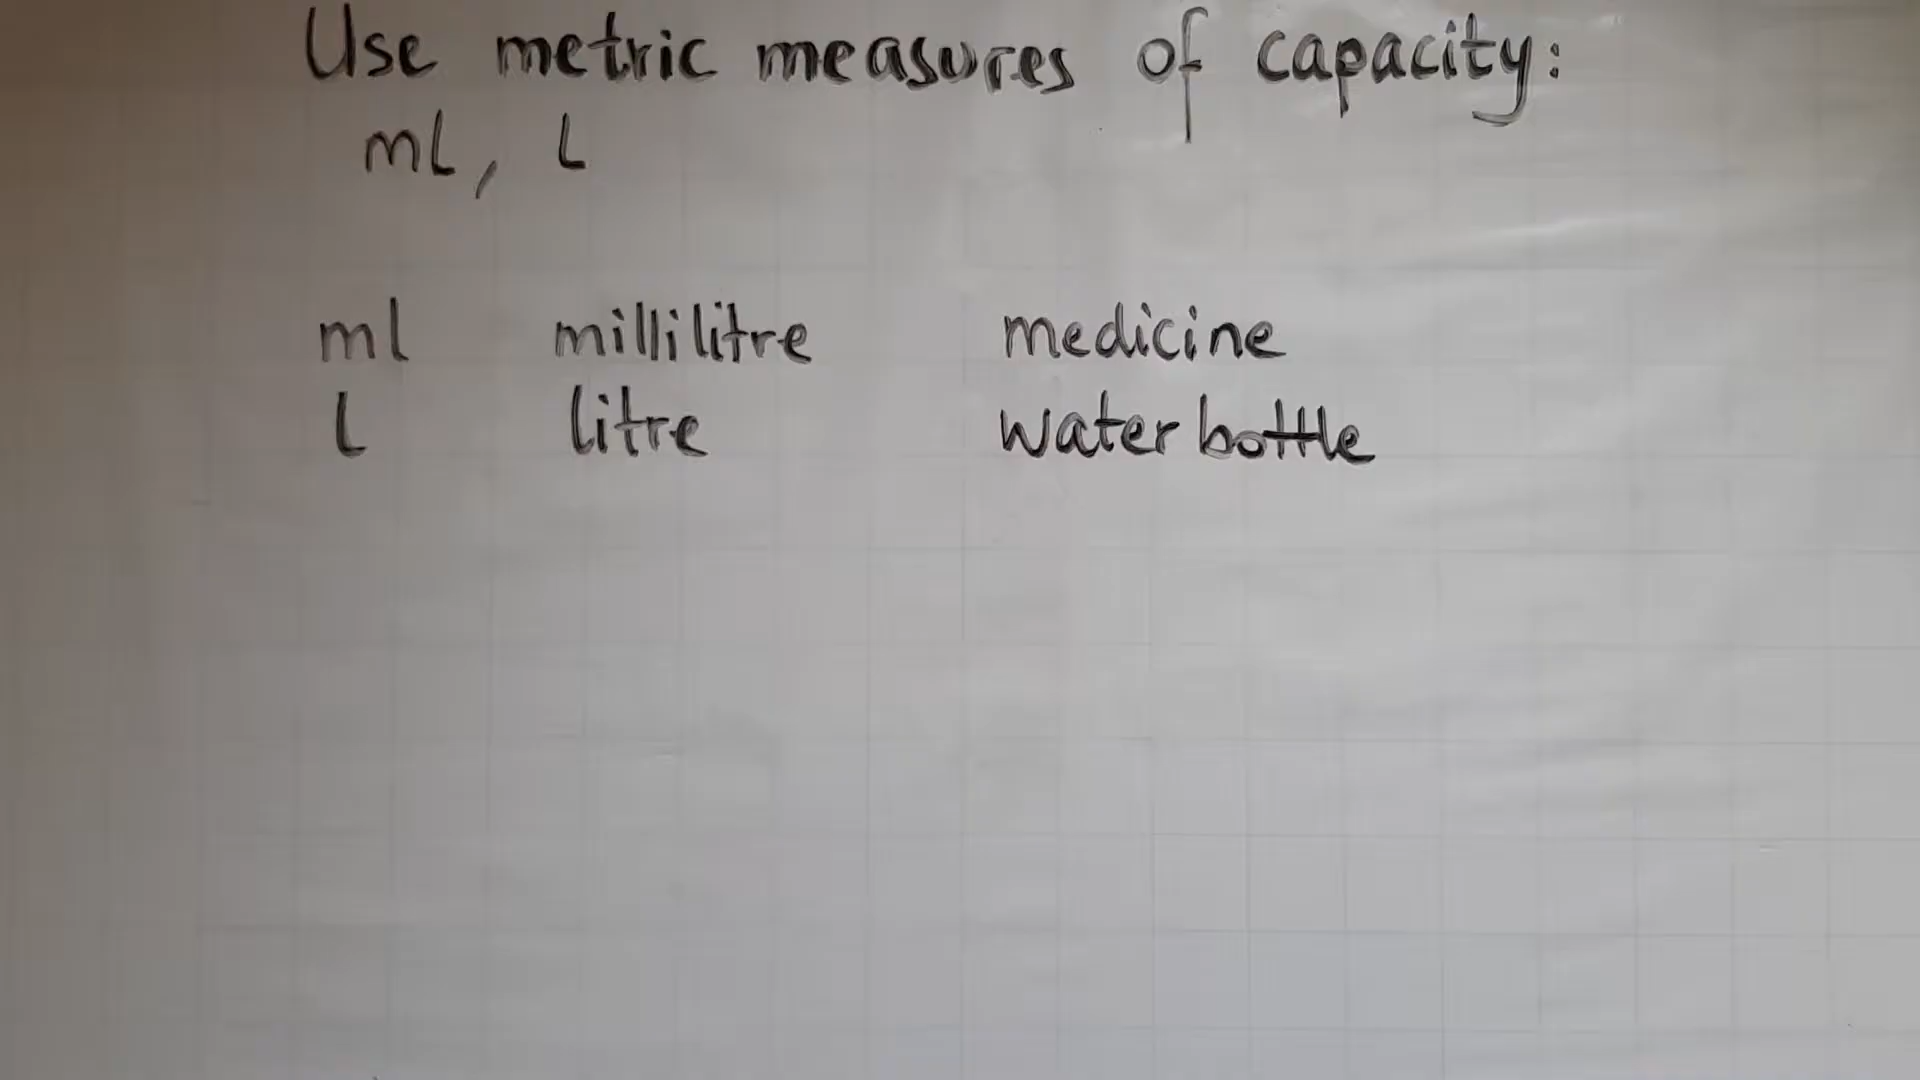 Use metric measures of capacity:
ml, L
ml millilitre medicine
L litre water bottle